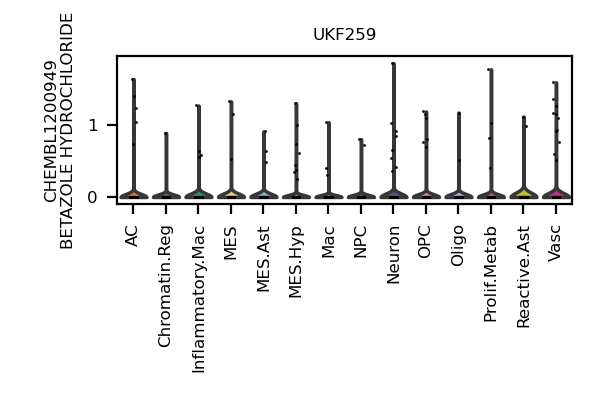 UKF259
CHEMBL1200949
BETAZOLE HYDROCHLORIDE
1
0
AC
Chromatin.Reg
Inflammatory.Mac
MES
MES.Ast
MES.Hyp
Mac
NPC
Neuron
OPC
Oligo
Prolif.Metab
Reactive.Ast
Vasc